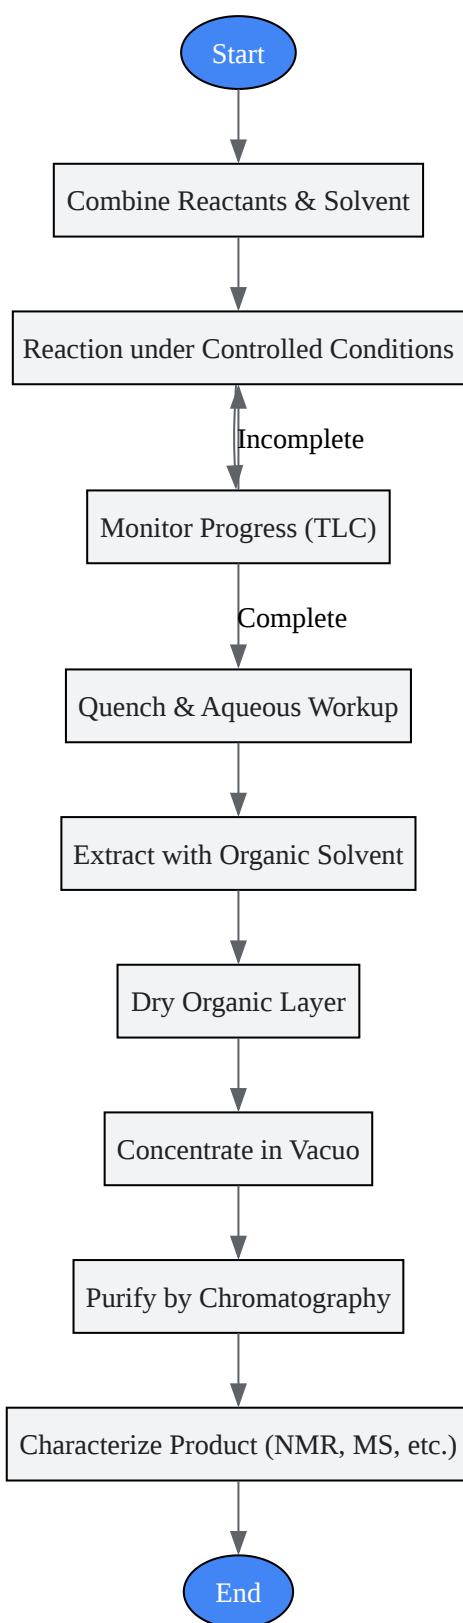 Start
Combine Reactants & Solvent
Reaction under Controlled Conditions
Incomplete
Monitor Progress (TLC)
Complete
Quench & Aqueous Workup
Extract with Organic Solvent
Dry Organic Layer
Concentrate in Vacuo
Purify by Chromatography
Characterize Product (NMR, MS, etc.)
End